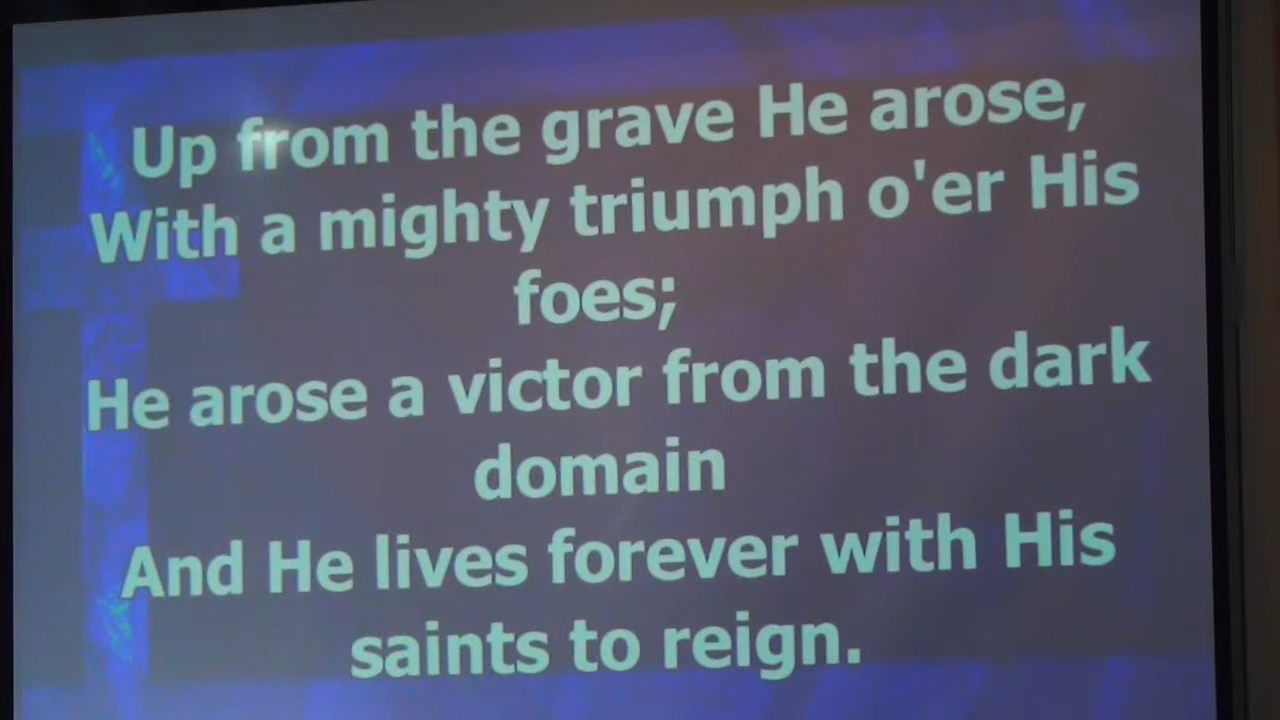 Up from the grave He arose,
With a mighty triumph o'er His
foes;
He arose a victor from the dark
domain
And He lives forever with His
saints to reign.